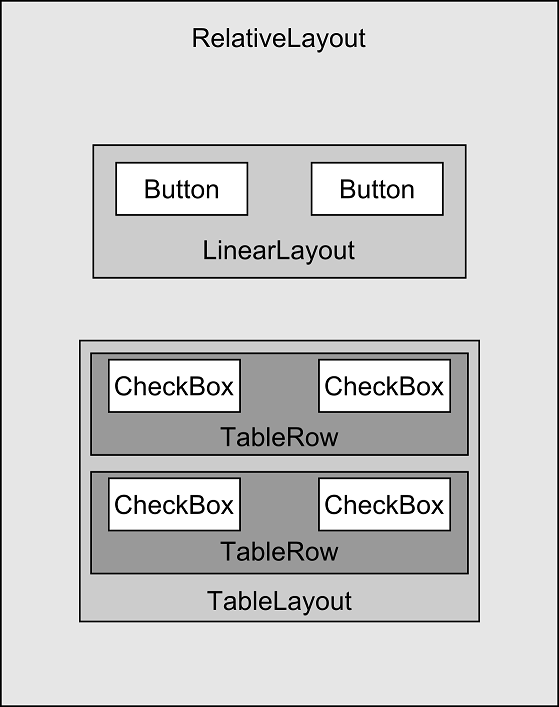 RelativeLayout
Button Button
LinearLayout
CheckBox CheckBox
TableRow
CheckBox CheckBox
TableRow
TableLayout